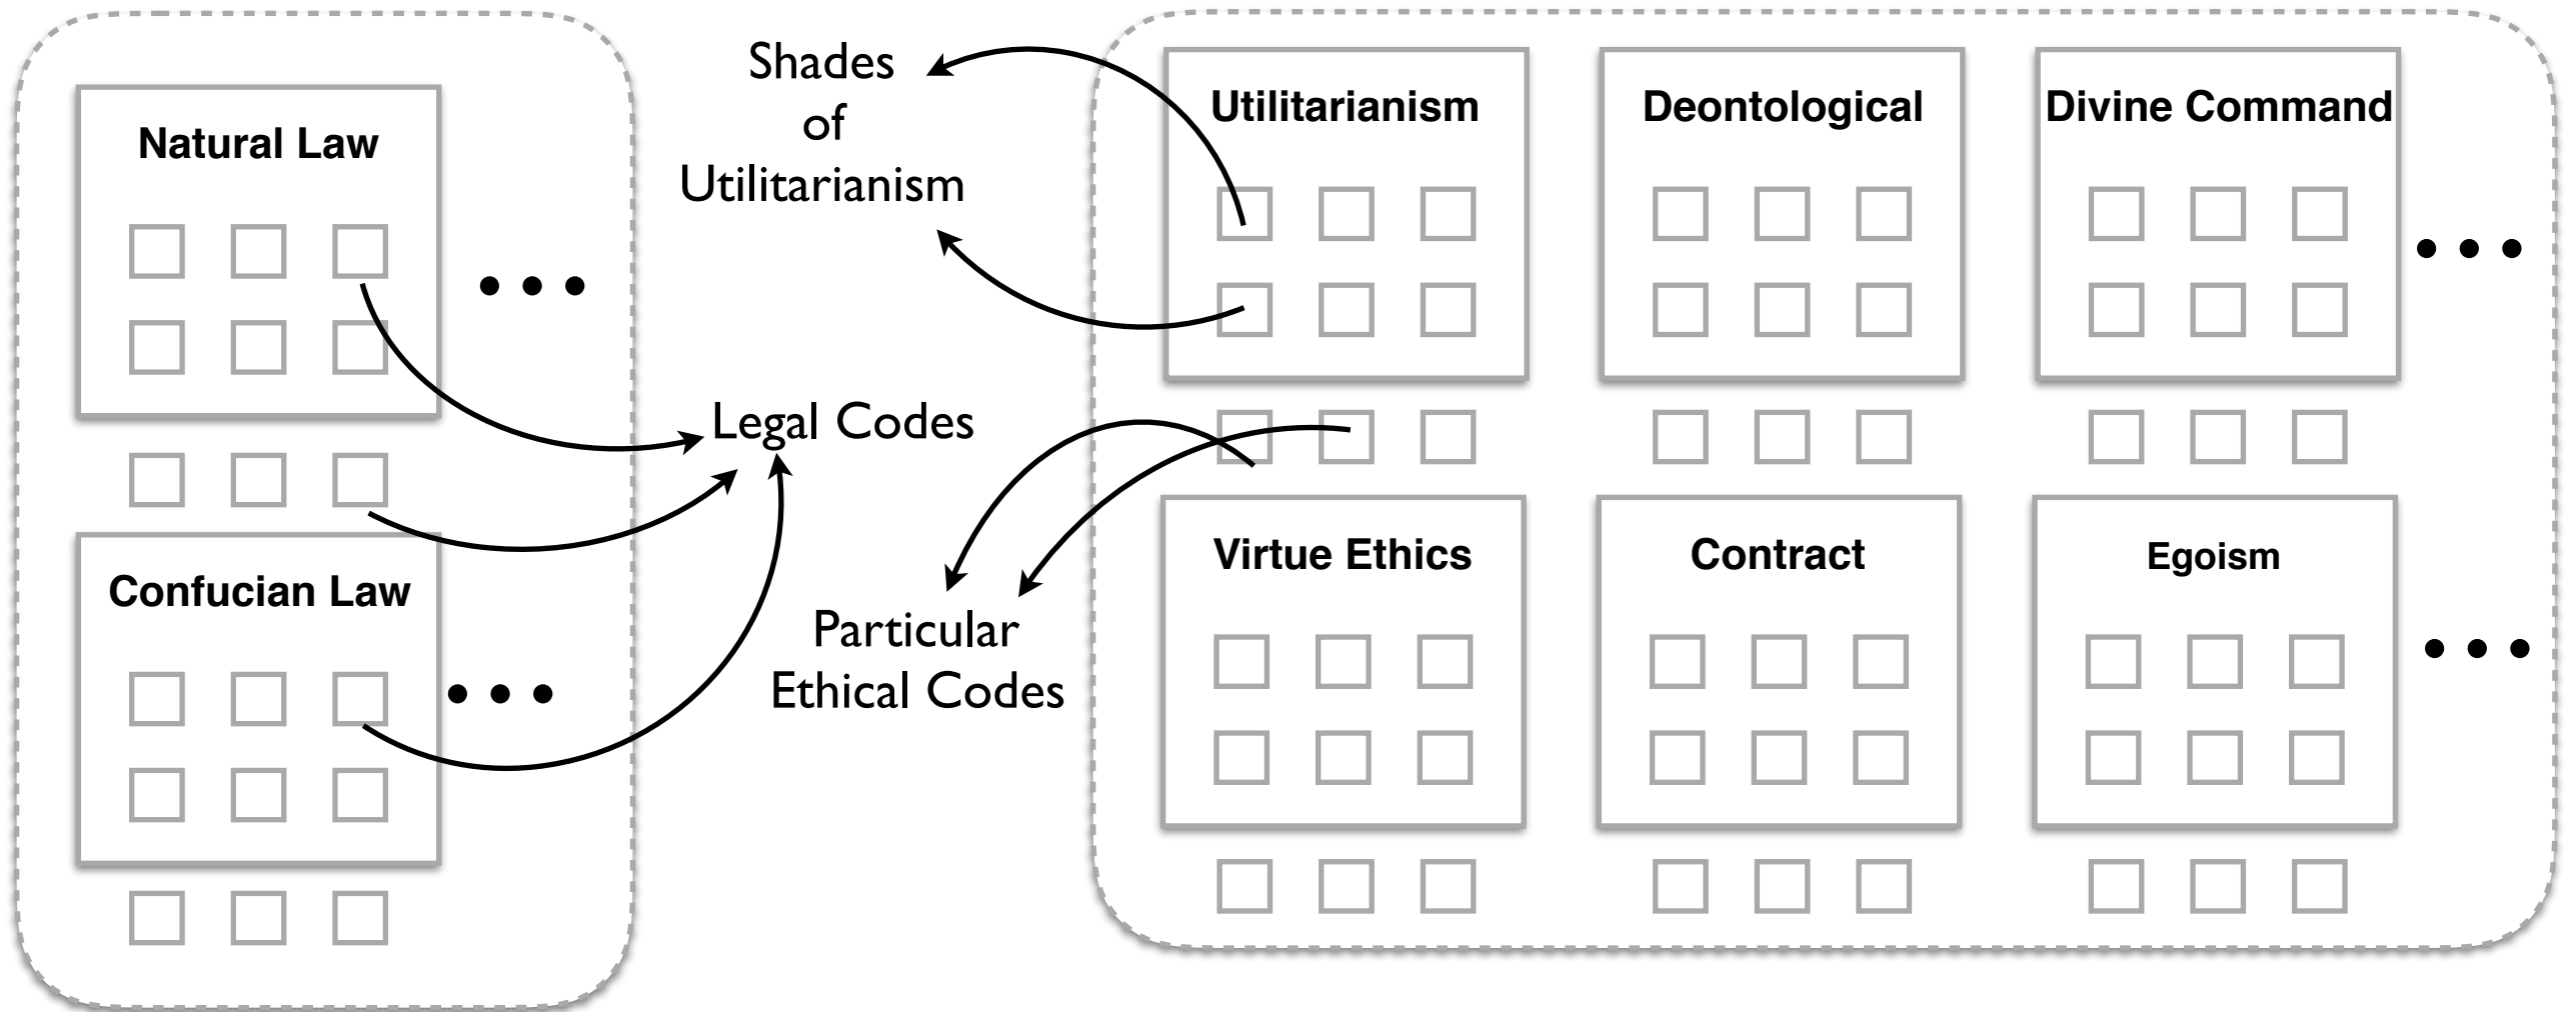 Natural Law
Confucian Law
Shades
of
Utilitarianism
Legal Codes
Particular
Ethical Codes
Utilitarianism
Deontological
Divine Command
Virtue Ethics
Contract
Egoism